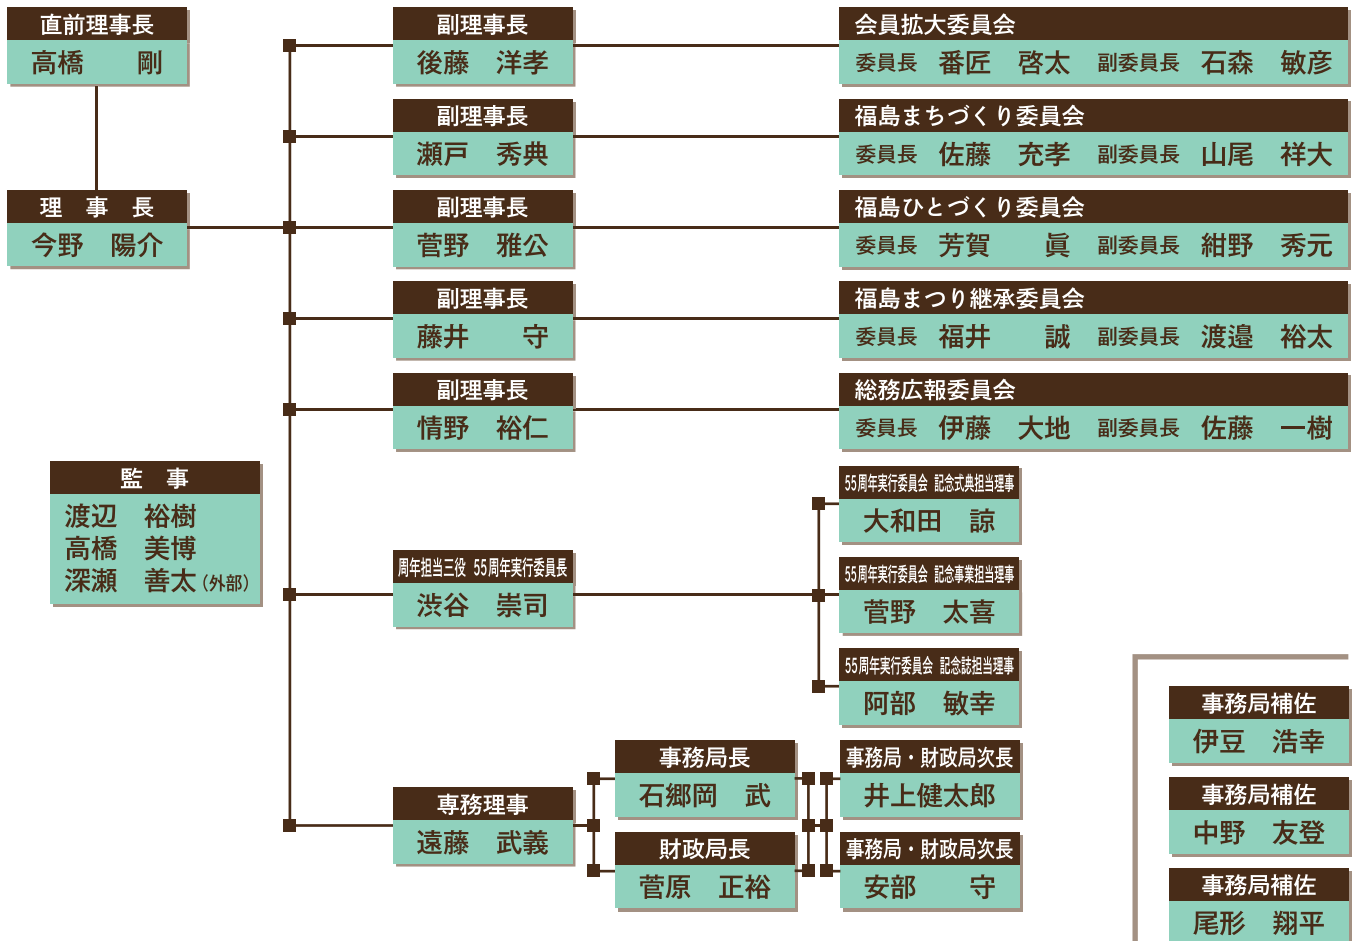 直前理事長
高橋　剛
理　事　長
今野　陽介
監　事
渡辺　裕樹
高橋　美博
深瀬　善太（外部）
副理事長
後藤　洋孝
会員拡大委員会
委員長　番匠　啓太　副委員長　石森　敏彦
副理事長
瀬戸　秀典
福島まちづくり委員会
委員長　佐藤　充孝　副委員長　山尾　祥大
副理事長
菅野　雅公
福島ひとづくり委員会
委員長　芳賀　眞　副委員長　紺野　秀元
副理事長
藤井　守
福島まつり継承委員会
委員長　福井　誠　副委員長　渡邉　裕太
副理事長
情野　裕仁
総務広報委員会
委員長　伊藤　大地　副委員長　佐藤　一樹
周年担当三役 55周年実行委員長
渋谷　崇司
55周年実行委員会 記念式典担当理事
大和田　諒
55周年実行委員会 記念事業担当理事
菅野　太喜
55周年実行委員会 記念誌担当理事
阿部　敏幸
専務理事
遠藤　武義
事務局長
石郷岡　武
財政局長
菅原　正裕
事務局・財政局次長
井上健太郎
事務局・財政局次長
安部　守
事務局補佐
伊豆　浩幸
事務局補佐
中野　友登
事務局補佐
尾形　翔平